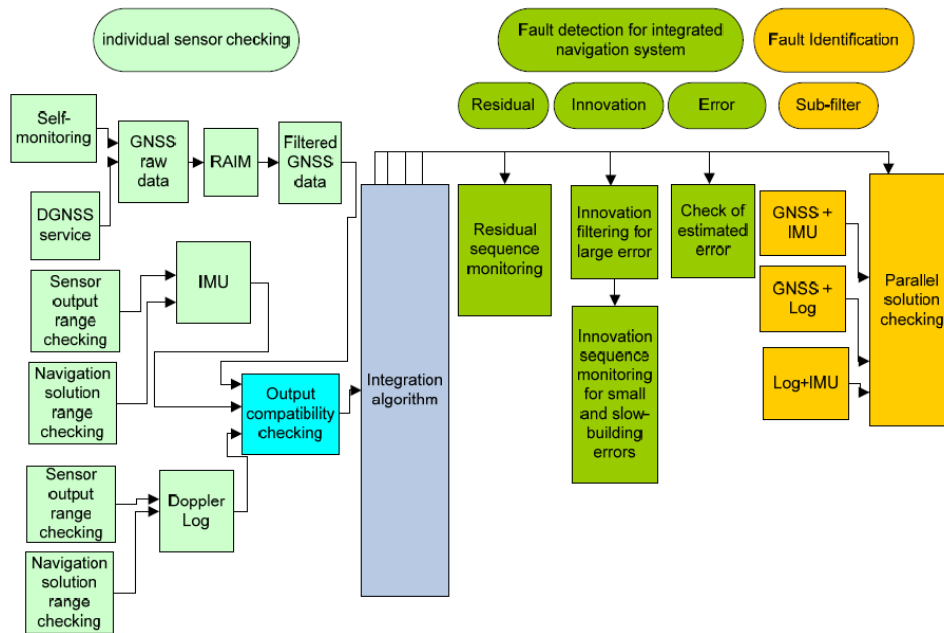 individual sensor checking
Fault detection for integrated
navigation system
Fault Identification
Residual
Innovation
Error
Sub-filter
Self-
monitoring
GNSS
raw
data
RAIM
Filtered
GNSS
data
DGNSS
service
Sensor
output
range
checking
IMU
Navigation
solution
range
checking
Output
compatibility
checking
Sensor
output
range
checking
Doppler
Log
Navigation
solution
range
checking
Integration
algorithm
Residual
sequence
monitoring
Innovation
filtering for
large error
Innovation
sequence
monitoring
for small
and slow-
building
errors
Check of
estimated
error
GNSS +
IMU
GNSS +
Log
Log+IMU
Parallel
solution
checking